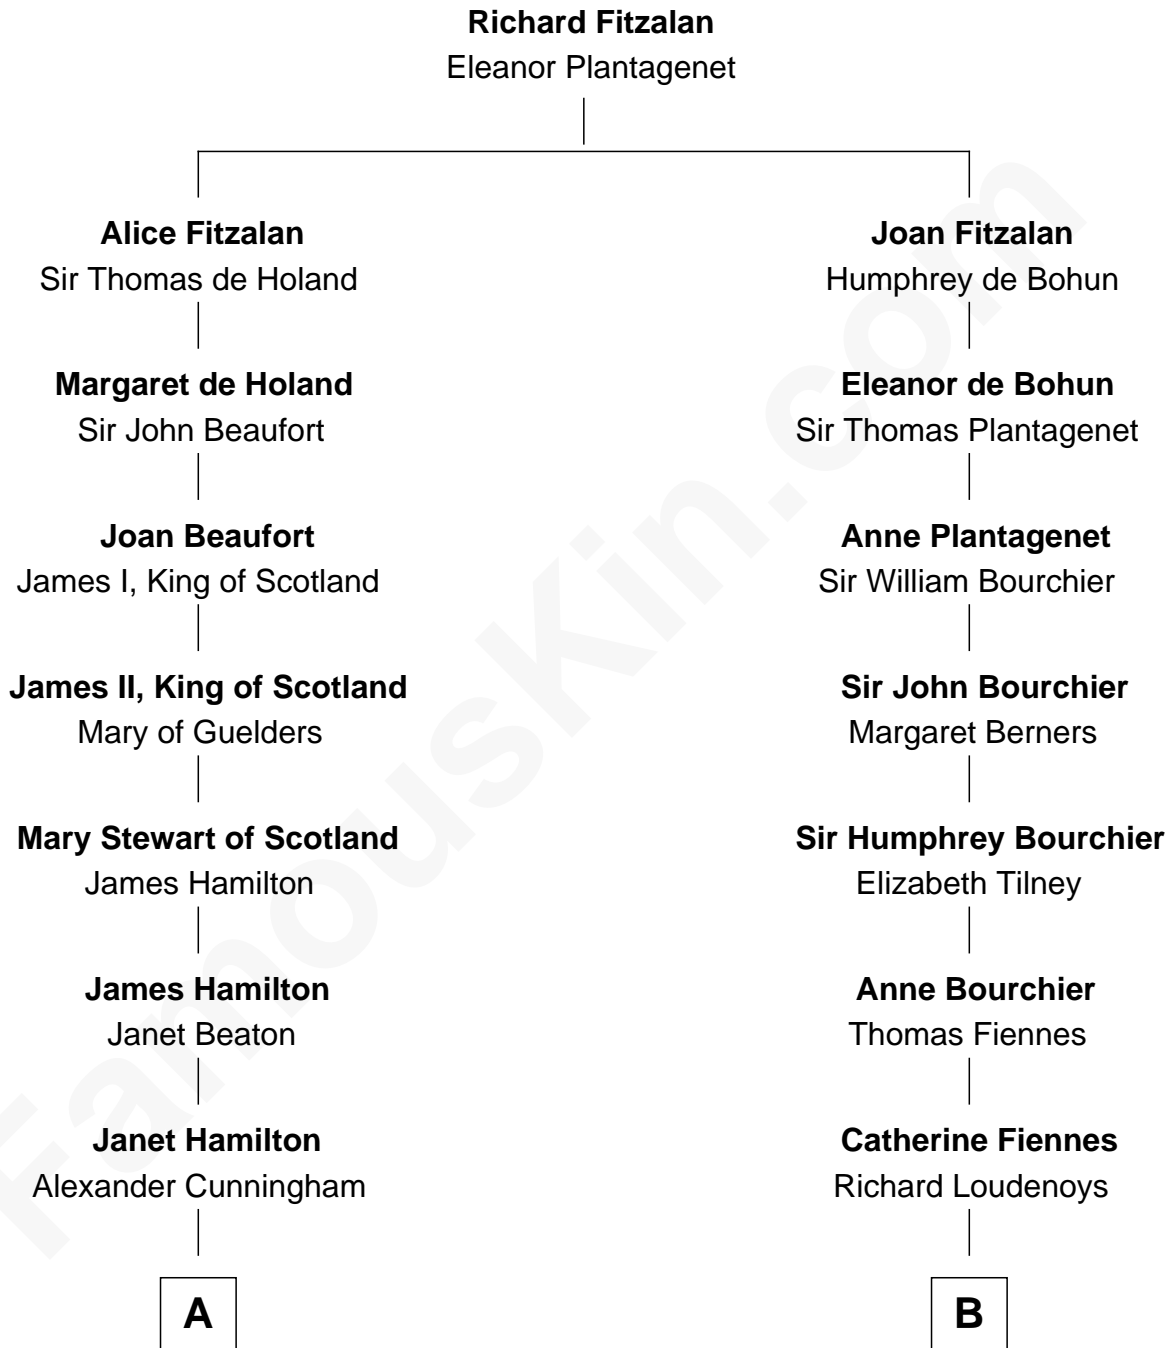 Richard Fitzalan
Eleanor Plantagenet
Alice Fitzalan
Sir Thomas de Holand
Joan Fitzalan
Humphrey de Bohun
Margaret de Holand
Sir John Beaufort
Eleanor de Bohun
Sir Thomas Plantagenet
Joan Beaufort
James I, King of Scotland
Anne Plantagenet
Sir William Bourchier
James II, King of Scotland
Mary of Guelders
Sir John Bourchier
Margaret Berners
Mary Stewart of Scotland
James Hamilton
Sir Humphrey Bourchier
Elizabeth Tilney
James Hamilton
Janet Beaton
Anne Bourchier
Thomas Fiennes
Janet Hamilton
Alexander Cunningham
Catherine Fiennes
Richard Loudenoys
A
B
FamousKin.com